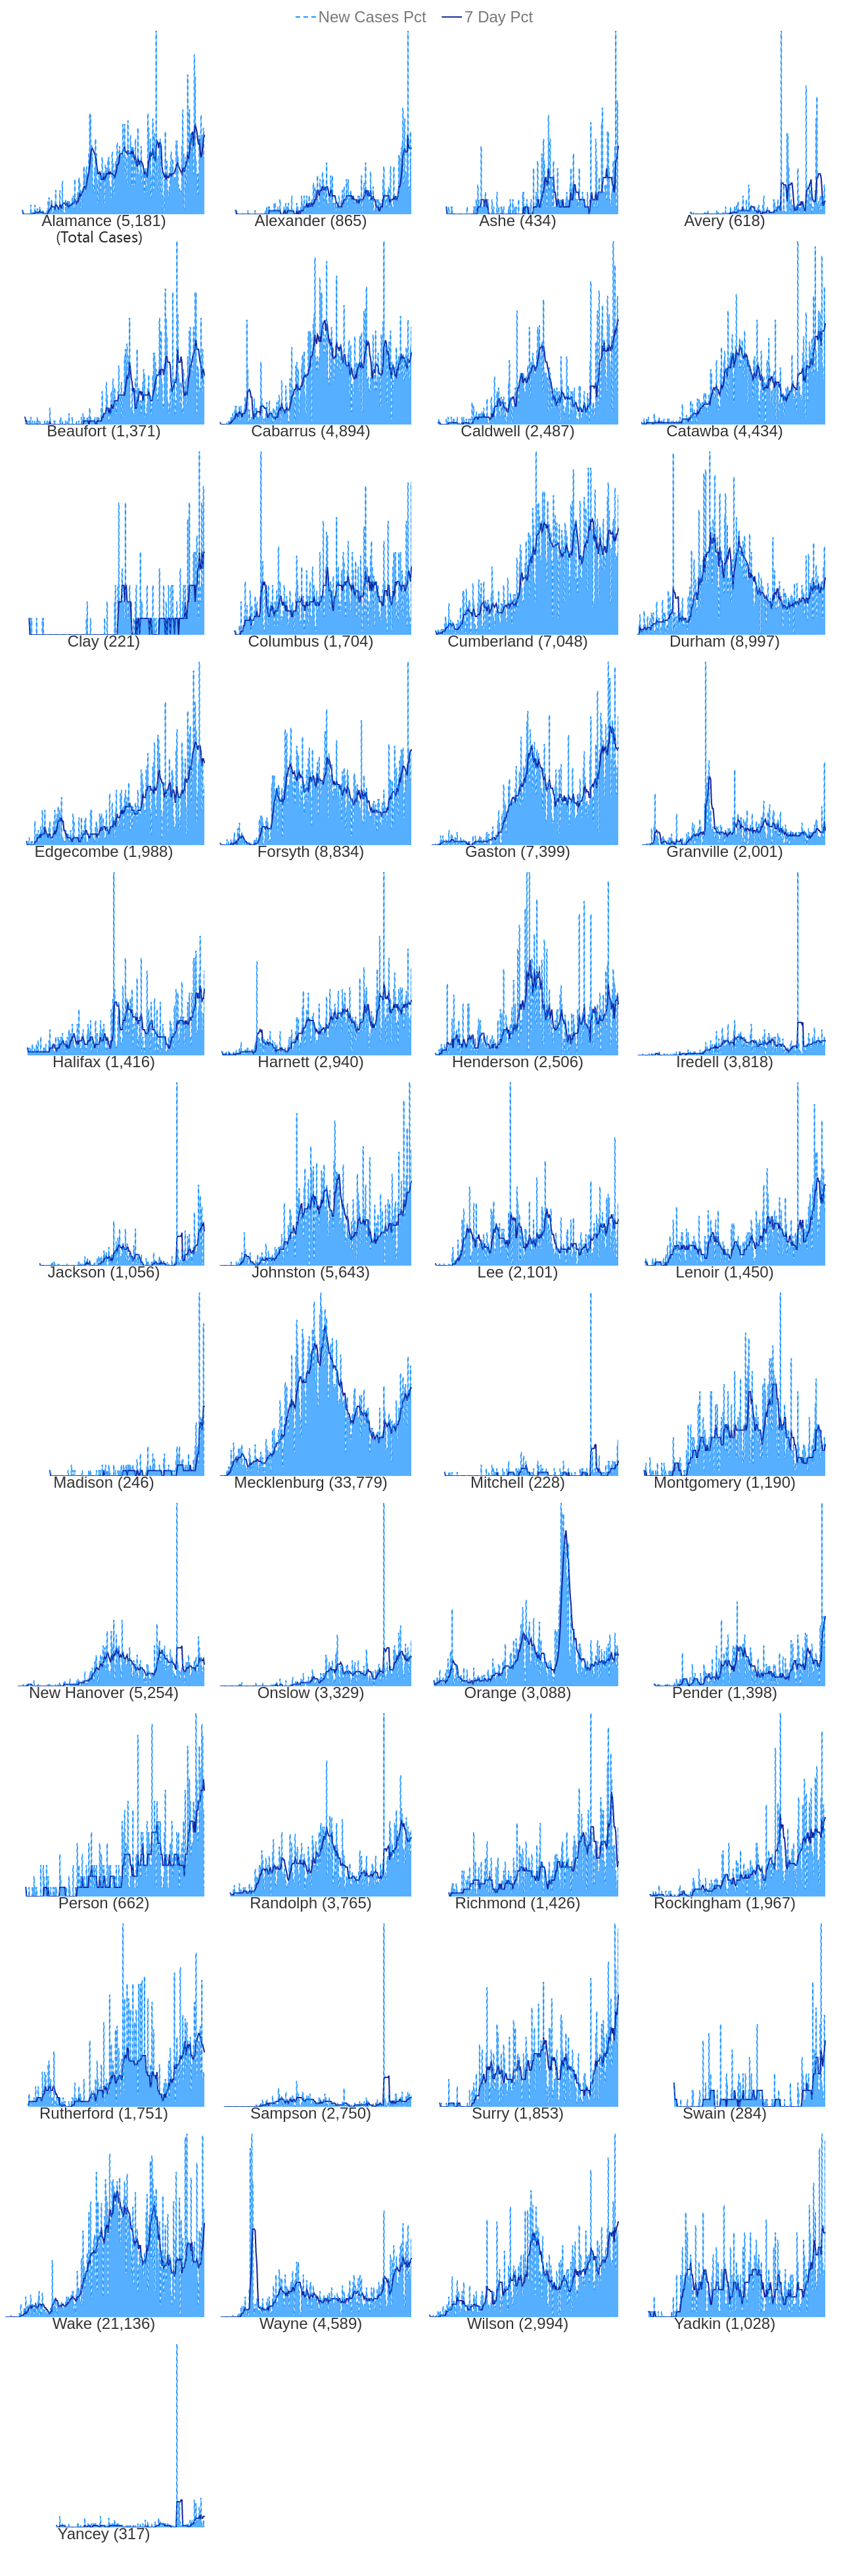 New Cases Pct 7 Day Pct
Alamance (5,181) Alexander (865) Ashe (434) Avery (618)
(Total Cases)
Beaufort (1,371) Cabarrus (4,894) Caldwell (2,487) Catawba (4,434)
Clay (221) Columbus (1,704) Cumberland (7,048) Durham (8,997)
Edgecombe (1,988) Forsyth (8,834) Gaston (7,399) Granville (2,001)
Halifax (1,416) Harnett (2,940) Henderson (2,506) Iredell (3,818)
Jackson (1,056) Johnston (5,643) Lee (2,101) Lenoir (1,450)
Madison (246) Mecklenburg (33,779) Mitchell (228) Montgomery (1,190)
New Hanover (5,254) Onslow (3,329) Orange (3,088) Pender (1,398)
Person (662) Randolph (3,765) Richmond (1,426) Rockingham (1,967)
Rutherford (1,751) Sampson (2,750) Surry (1,853) Swain (284)
Wake (21,136) Wayne (4,589) Wilson (2,994) Yadkin (1,028)
Yancey (317)